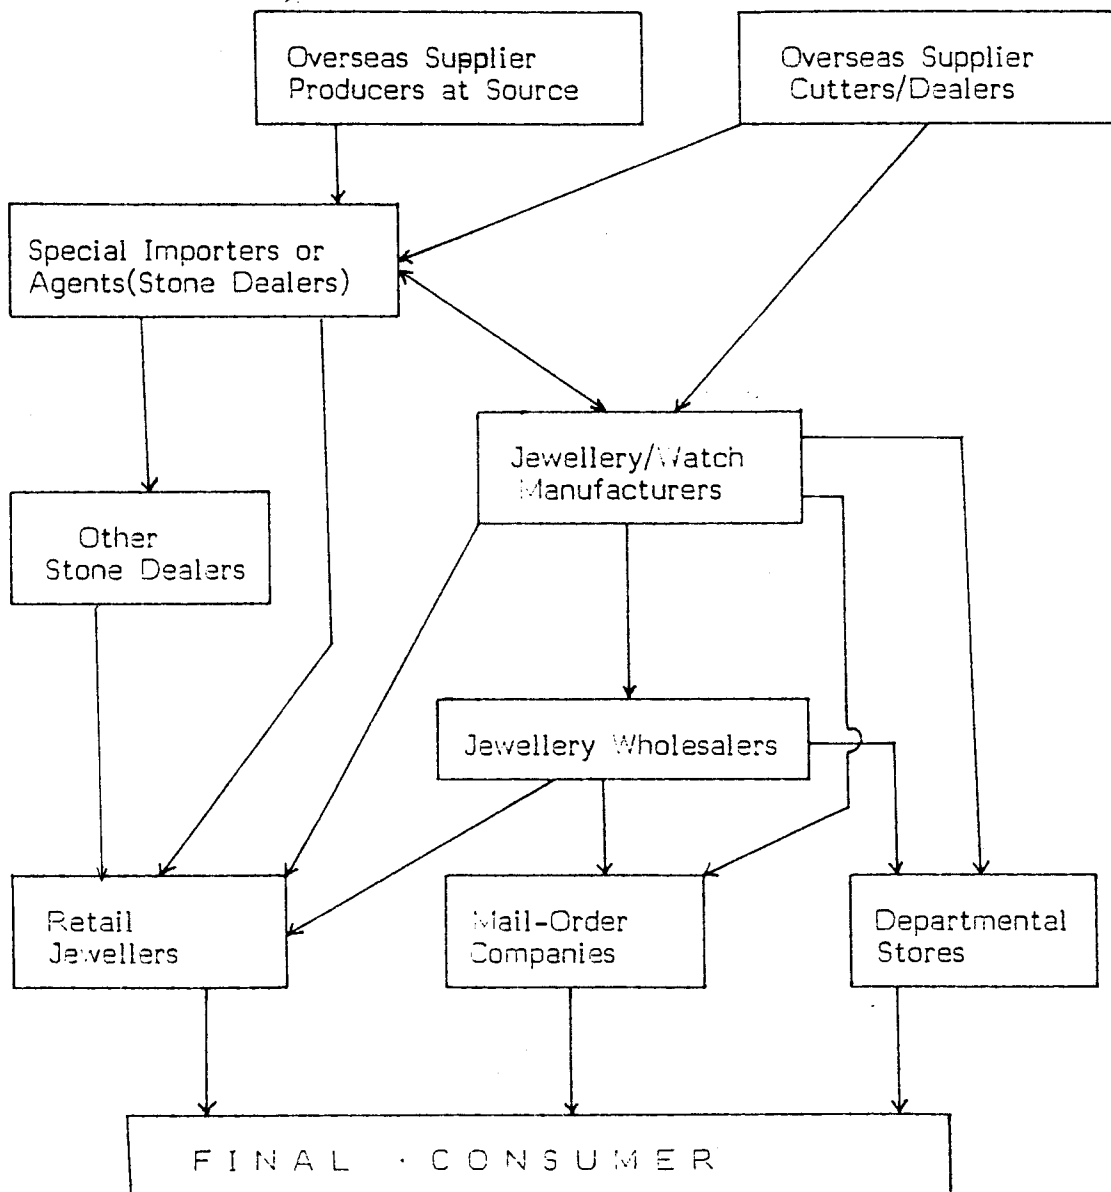 Overseas Supplier
Producers at Source
Overseas Supplier
Cutters/Dealers
Special Importers or
Agents(Stone Dealers)
Jewellery/Watch
Manufacturers
Other
Stone Dealers
Jewellery Wholesalers
Retail
Jewellers
Mail-Order
Companies
Departmental
Stores
FINAL CONSUMER